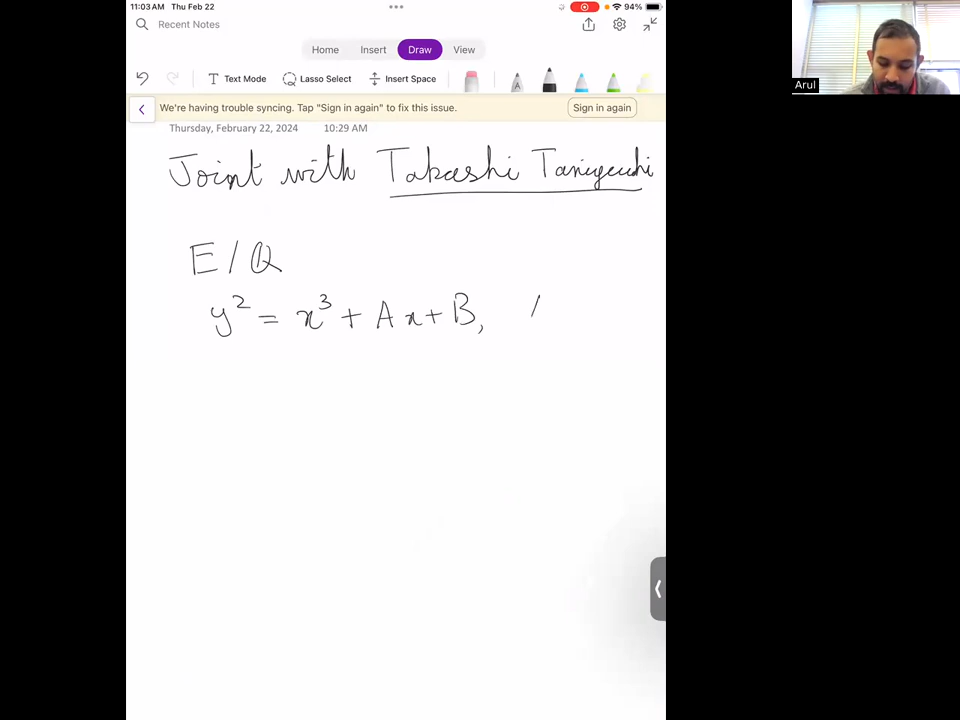 11:03 AM Thu Feb 22
94%
Recent Notes
Home Insert Draw View
Text Mode Lasso Select Insert Space
We're having trouble syncing. Tap "Sign in again" to fix this issue. Sign in again
Thursday, February 22, 2024 10:29 AM
Joint with Takashi Taniguchi
E / Q
y² = x³ + Ax + B,
Arul